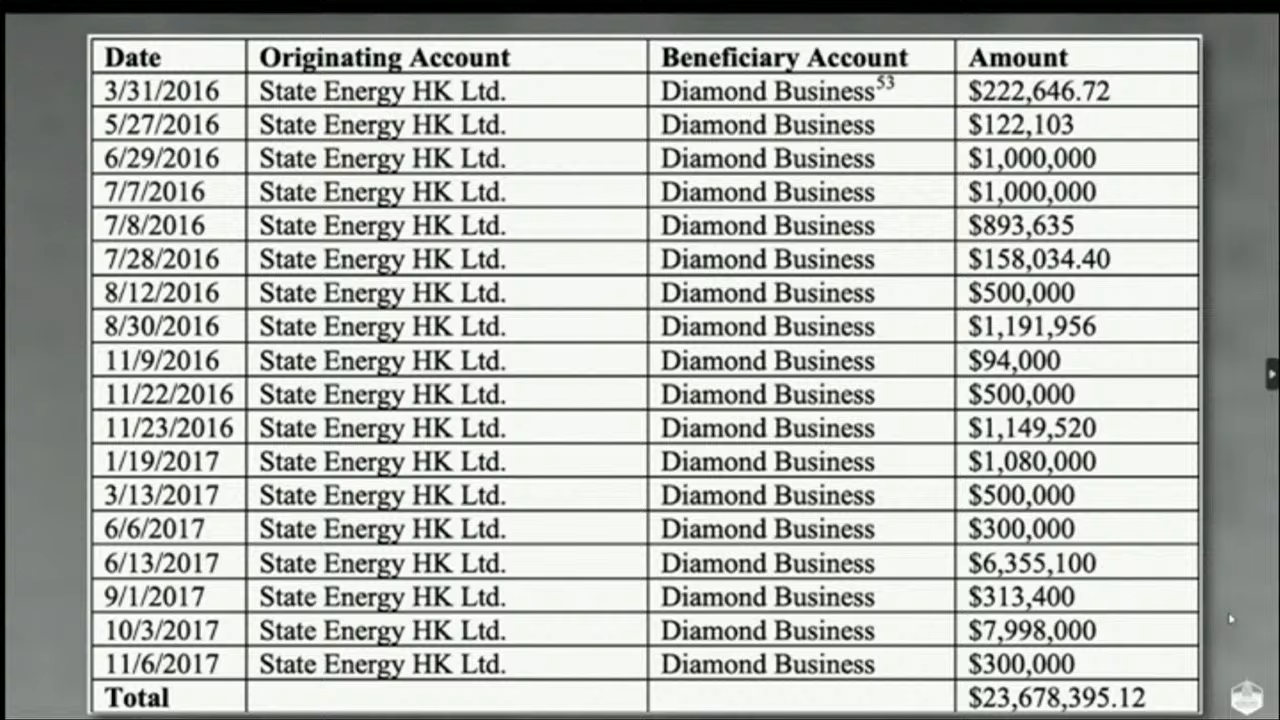 Date Originating Account Beneficiary Account Amount
3/31/2016 State Energy HK Ltd. Diamond Business53 $222,646.72
5/27/2016 State Energy HK Ltd. Diamond Business $122,103
6/29/2016 State Energy HK Ltd. Diamond Business $1,000,000
7/7/2016 State Energy HK Ltd. Diamond Business $1,000,000
7/8/2016 State Energy HK Ltd. Diamond Business $893,635
7/28/2016 State Energy HK Ltd. Diamond Business $158,034.40
8/12/2016 State Energy HK Ltd. Diamond Business $500,000
8/30/2016 State Energy HK Ltd. Diamond Business $1,191,956
11/9/2016 State Energy HK Ltd. Diamond Business $94,000
11/22/2016 State Energy HK Ltd. Diamond Business $500,000
11/23/2016 State Energy HK Ltd. Diamond Business $1,149,520
1/19/2017 State Energy HK Ltd. Diamond Business $1,080,000
3/13/2017 State Energy HK Ltd. Diamond Business $500,000
6/6/2017 State Energy HK Ltd. Diamond Business $300,000
6/13/2017 State Energy HK Ltd. Diamond Business $6,355,100
9/1/2017 State Energy HK Ltd. Diamond Business $313,400
10/3/2017 State Energy HK Ltd. Diamond Business $7,998,000
11/6/2017 State Energy HK Ltd. Diamond Business $300,000
Total $23,678,395.12